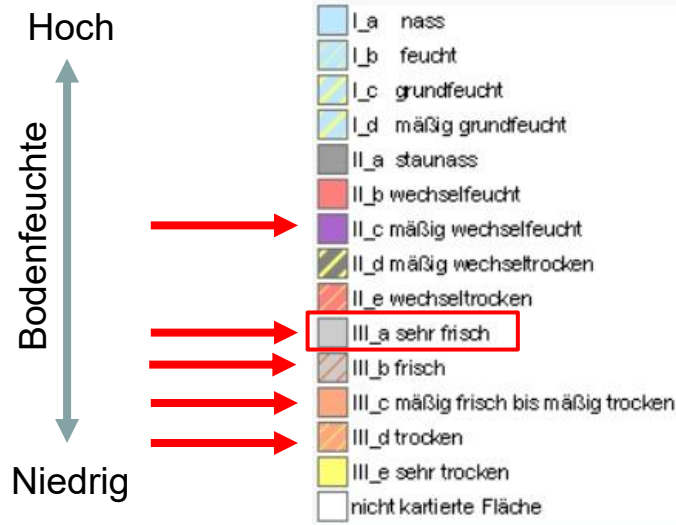 Hoch
Bodenfeuchte
Niedrig
I_a nass
I_b feucht
I_c grundfeucht
I_d mäßig grundfeucht
II_a staunass
II_b wechselfeucht
II_c mäßig wechselfeucht
II_d mäßig wechseltrocken
II_e wechseltrocken
III_a sehr frisch
III_b frisch
III_c mäßig frisch bis mäßig trocken
III_d trocken
III_e sehr trocken
nicht kartierte Fläche